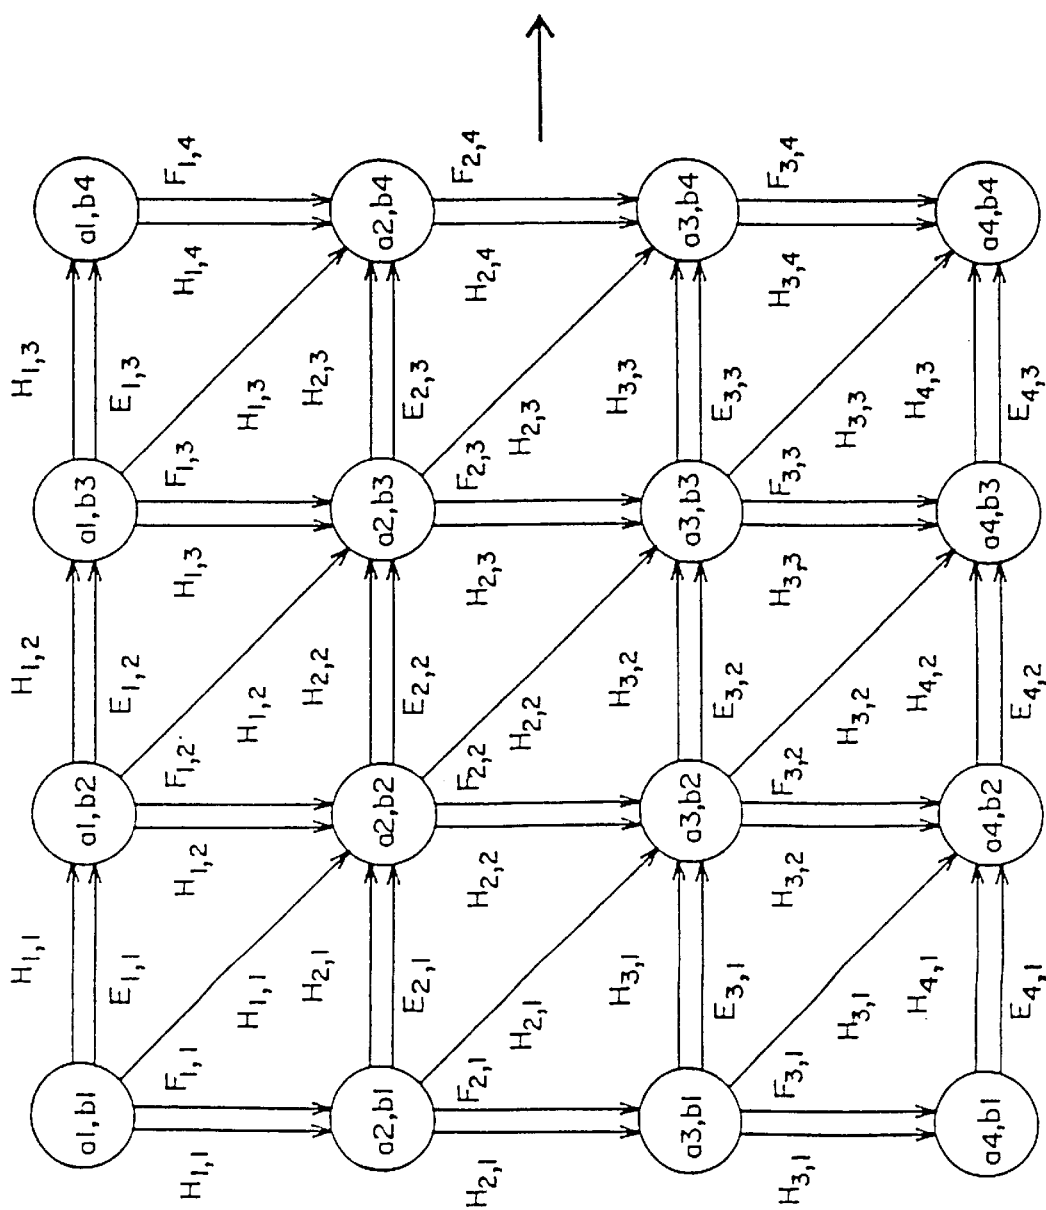 H1,1 H1,2 H1,3
a1,b1 a1,b2 a1,b3 a1,b4
E1,1 E1,2 E1,3
H1,1 F1,1 H1,2 F1,2 H1,3 F1,3 H1,4 F1,4
H1,1 H1,2 H1,3
H2,1 H2,2 H2,3
a2,b1 a2,b2 a2,b3 a2,b4
E2,1 E2,2 E2,3
H2,1 F2,1 H2,2 F2,2 H2,3 F2,3 H2,4 F2,4
H2,1 H2,2 H2,3
H3,1 H3,2 H3,3
a3,b1 a3,b2 a3,b3 a3,b4
E3,1 E3,2 E3,3
H3,1 F3,1 H3,2 F3,2 H3,3 F3,3 H3,4 F3,4
H3,1 H3,2 H3,3
H4,1 H4,2 H4,3
a4,b1 a4,b2 a4,b3 a4,b4
E4,1 E4,2 E4,3